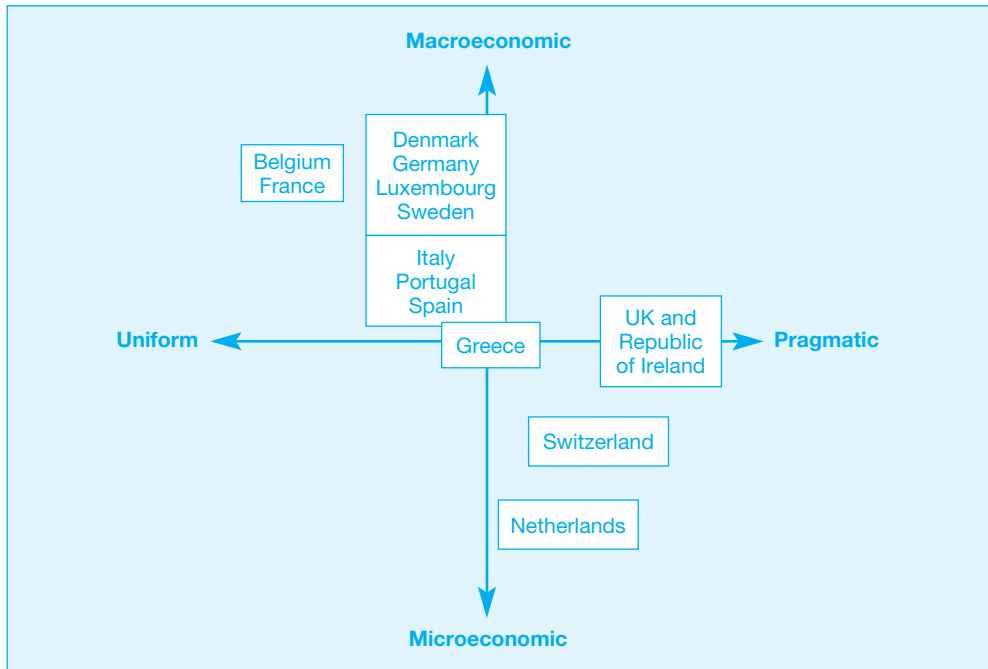 Macroeconomic
Belgium
France
Denmark
Germany
Luxembourg
Sweden
Italy
Portugal
Spain
Uniform
Greece
UK and
Republic
of Ireland
Pragmatic
Switzerland
Netherlands
Microeconomic